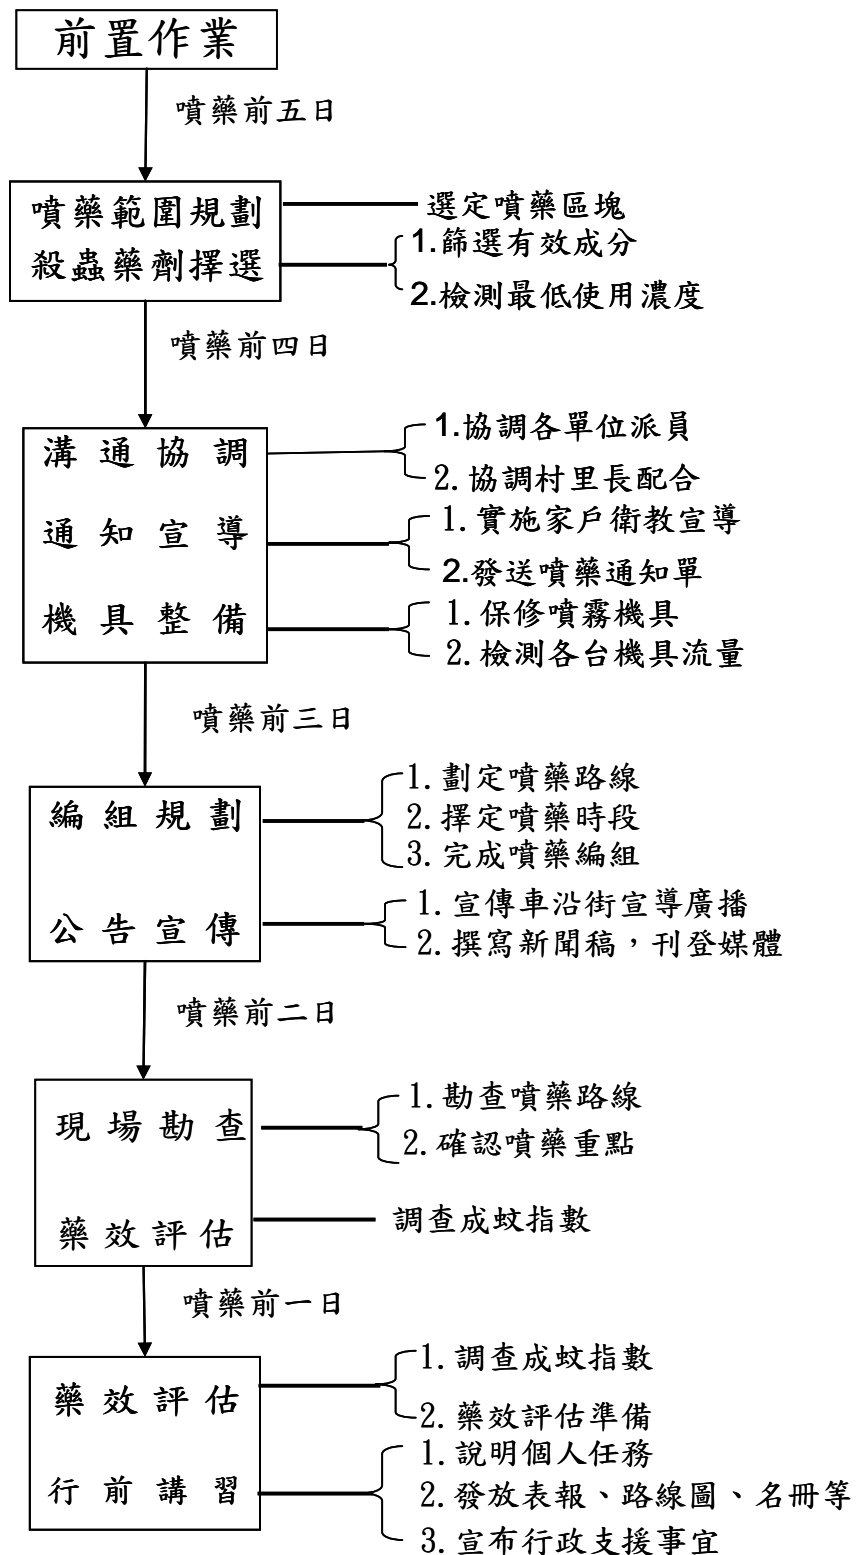 前置作業
噴藥前五日
噴藥範圍規劃
選定噴藥區塊
殺蟲藥劑擇選
1.篩選有效成分
2.檢測最低使用濃度
噴藥前四日
溝通協調
1.協調各單位派員
2.協調村里長配合
通知宣導
1.實施家戶衛教宣導
2.發送噴藥通知單
機具整備
1.保修噴霧機具
2.檢測各台機具流量
噴藥前三日
編組規劃
1.劃定噴藥路線
2.擇定噴藥時段
3.完成噴藥編組
公告宣傳
1.宣傳車沿街宣導廣播
2.撰寫新聞稿，刊登媒體
噴藥前二日
現場勘查
1.勘查噴藥路線
2.確認噴藥重點
藥效評估
調查成蚊指數
噴藥前一日
藥效評估
1.調查成蚊指數
2.藥效評估準備
行前講習
1.說明個人任務
2.發放表報、路線圖、名冊等
3.宣布行政支援事宜